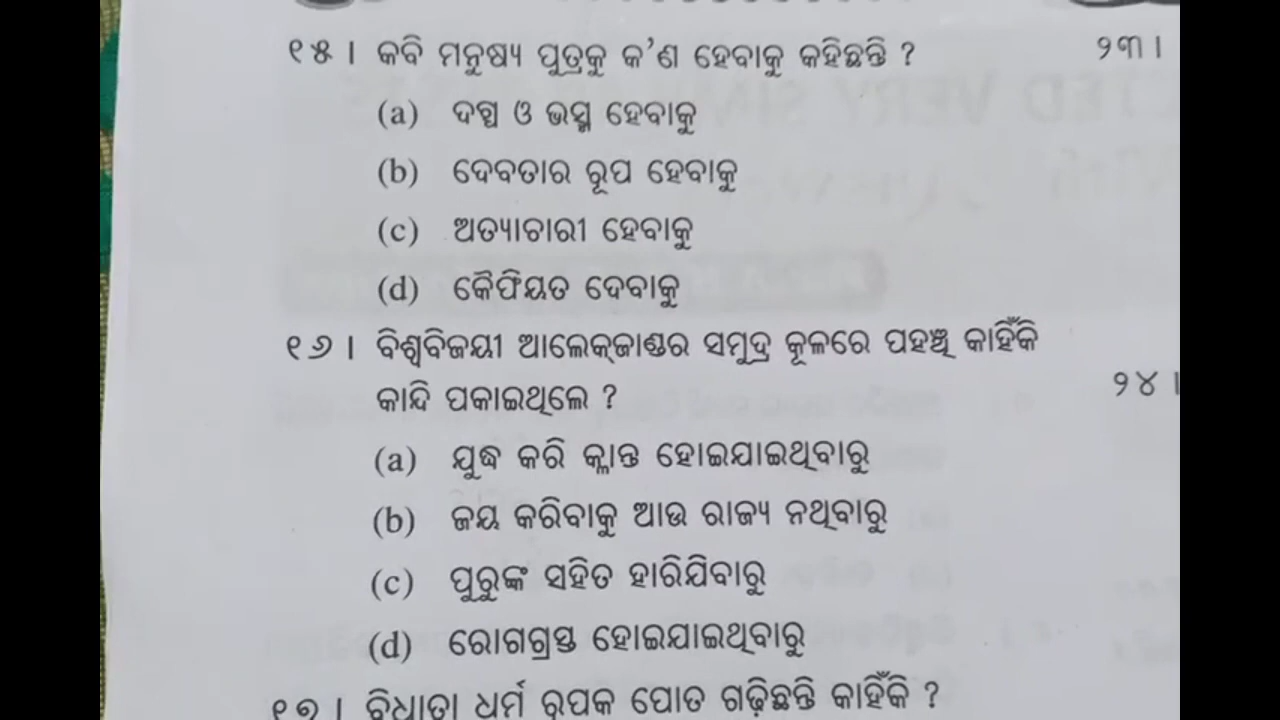 ୧୫ । କବି ମନୁଷ୍ୟ ପୁତ୍ରକୁ କ'ଣ ହେବାକୁ କହିଛନ୍ତି ?
(a) ଦମ୍ଭ ଓ ଭସ୍ମ ହେବାକୁ
(b) ଦେବତାର ରୂପ ହେବାକୁ
(c) ଅତ୍ୟାଚାରୀ ହେବାକୁ
(d) କୈଫିୟତ ଦେବାକୁ
୧୬ । ବିଶ୍ୱବିଜୟୀ ଆଲେକ୍‌ଜାଣ୍ଡର ସମୁଦ୍ର କୂଳରେ ପହଞ୍ଚି କାହିଁକି
କାନ୍ଦି ପକାଇଥିଲେ ?
(a) ଯୁଦ୍ଧ କରି କ୍ଳାନ୍ତ ହୋଇଯାଇଥିବାରୁ
(b) ଜୟ କରିବାକୁ ଆଉ ରାଜ୍ୟ ନଥିବାରୁ
(c) ପୁରୁଙ୍କ ସହିତ ହାରିଯିବାରୁ
(d) ରୋଗଗ୍ରସ୍ତ ହୋଇଯାଇଥିବାରୁ
୧୭ । ବିଧାତା ଧର୍ମ ରୂପକ ପୋତ ଗଢ଼ିଛନ୍ତି କାହିଁକି ?
୨୩ ।
୨୪ ।